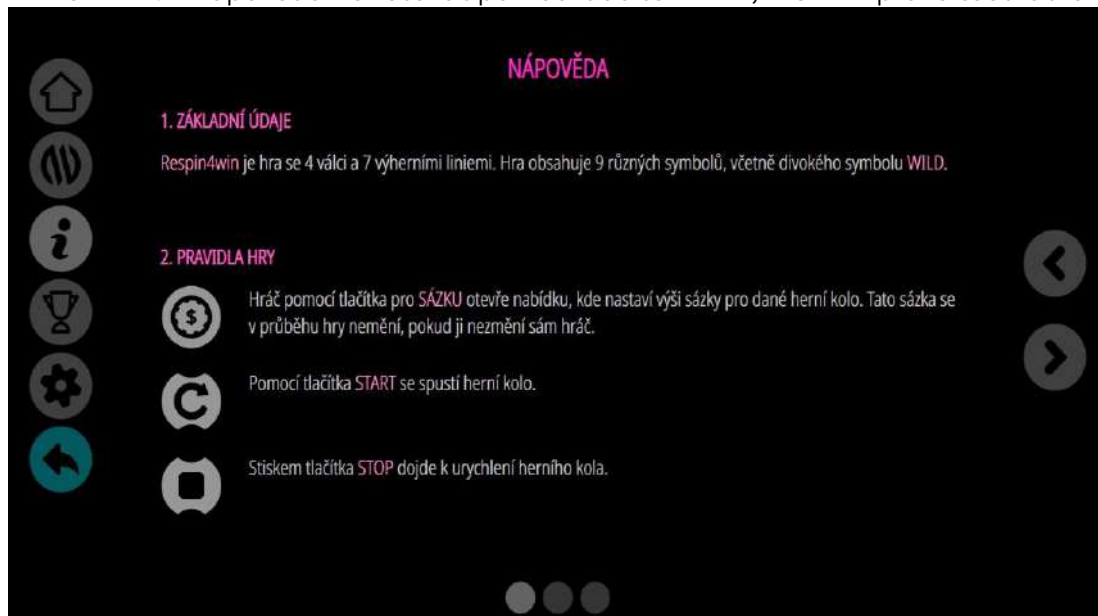 NÁPOVĚDA
1. ZÁKLADNÍ ÚDAJE
Respin4win je hra se 4 válci a 7 výherními liniemi. Hra obsahuje 9 různých symbolů, včetně divokého symbolu WILD.
2. PRAVIDLA HRY
Hráč pomocí tlačítka pro SÁZKU otevře nabídku, kde nastaví výši sázky pro dané herní kolo. Tato sázka se
v průběhu hry nemění, pokud ji nezmění sám hráč.
Pomocí tlačítka START se spustí herní kolo.
Stiskem tlačítka STOP dojde k urychlení herního kola.